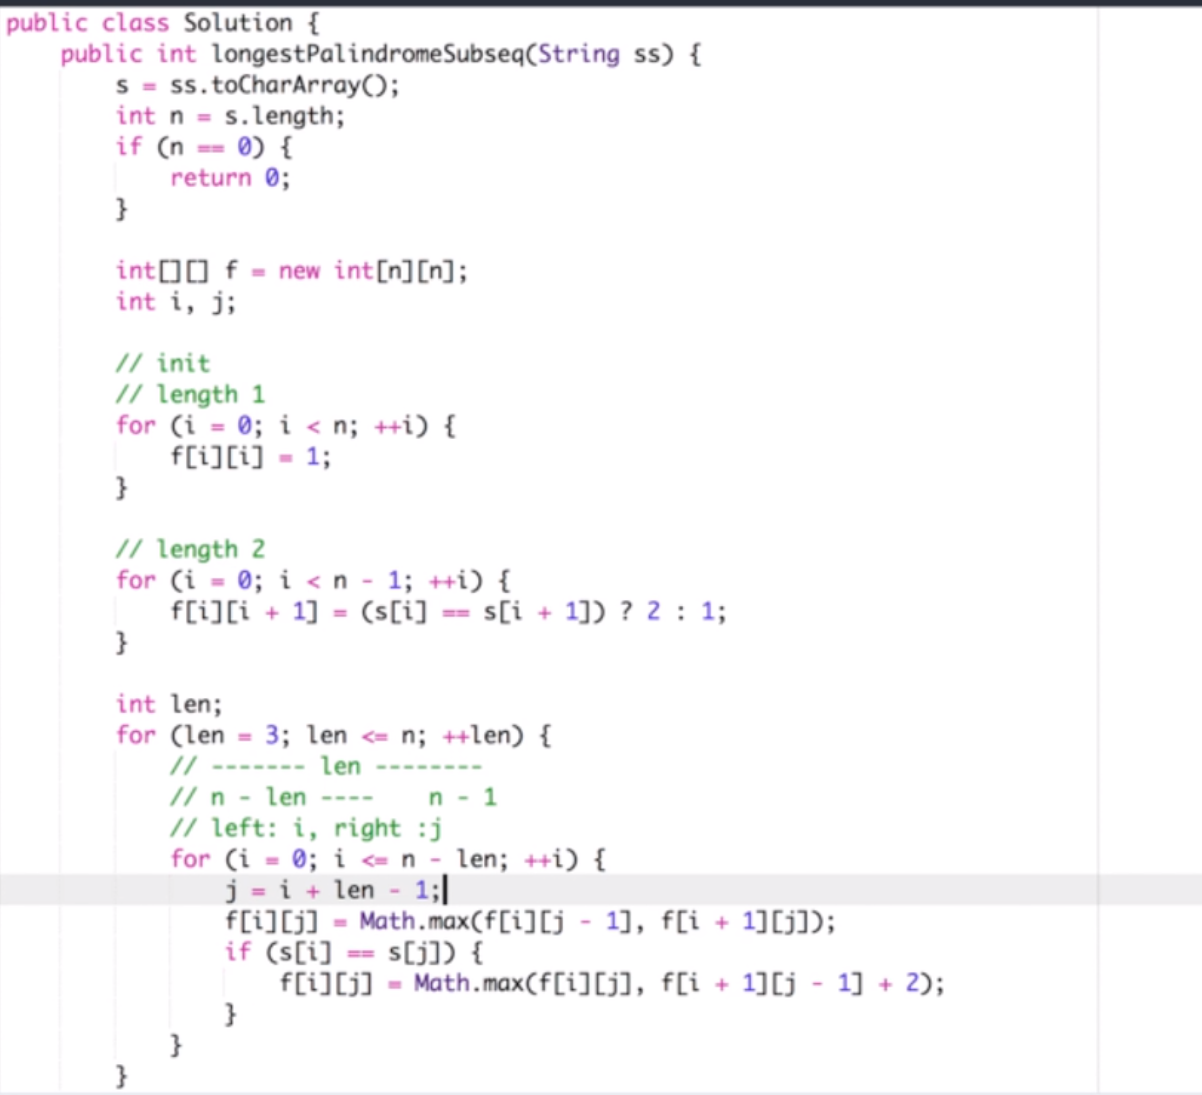 public class Solution {
    public int longestPalindromeSubseq(String ss) {
        s = ss.toCharArray();
        int n = s.length;
        if (n == 0) {
            return 0;
        }

        int[][] f = new int[n][n];
        int i, j;

        // init
        // length 1
        for (i = 0; i < n; ++i) {
            f[i][i] = 1;
        }

        // length 2
        for (i = 0; i < n - 1; ++i) {
            f[i][i + 1] = (s[i] == s[i + 1]) ? 2 : 1;
        }

        int len;
        for (len = 3; len <= n; ++len) {
            // ------- len --------
            // n - len ----    n - 1
            // left: i, right :j
            for (i = 0; i <= n - len; ++i) {
                j = i + len - 1;
                f[i][j] = Math.max(f[i][j - 1], f[i + 1][j]);
                if (s[i] == s[j]) {
                    f[i][j] = Math.max(f[i][j], f[i + 1][j - 1] + 2);
                }
            }
        }